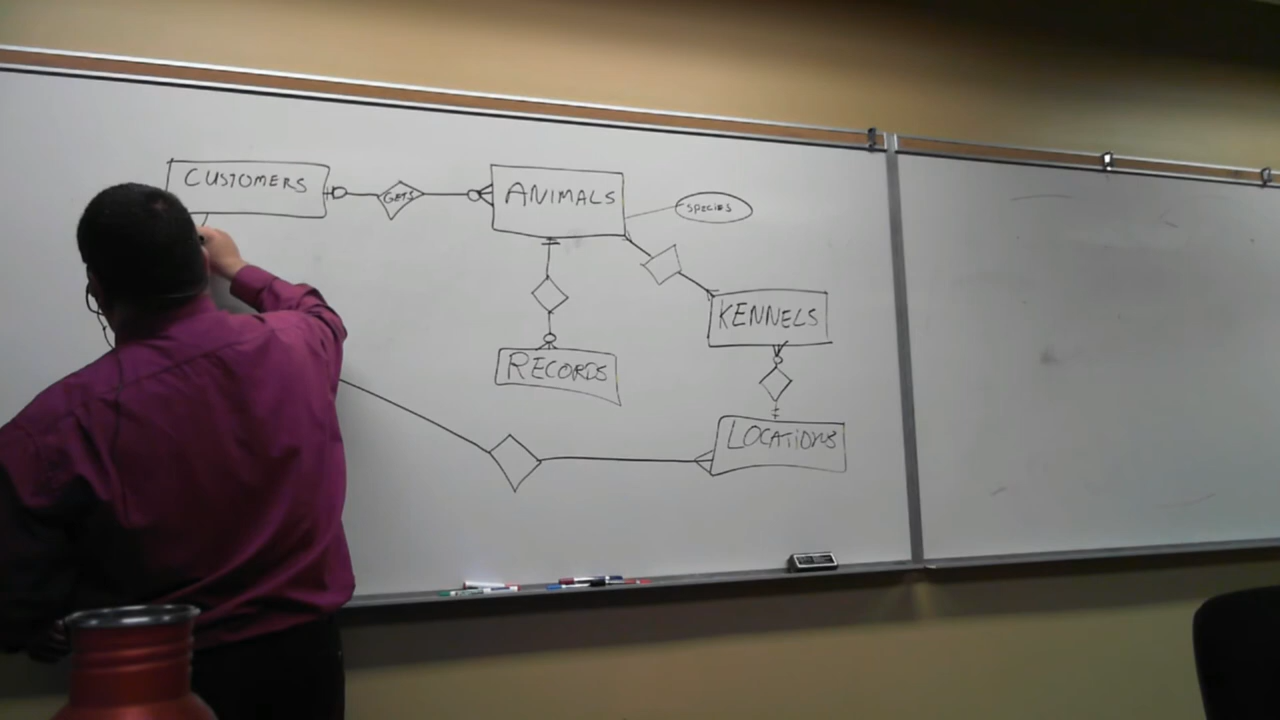 CUSTOMERS
GETS
ANIMALS
SPECIES
KENNELS
RECORDS
LOCATIONS